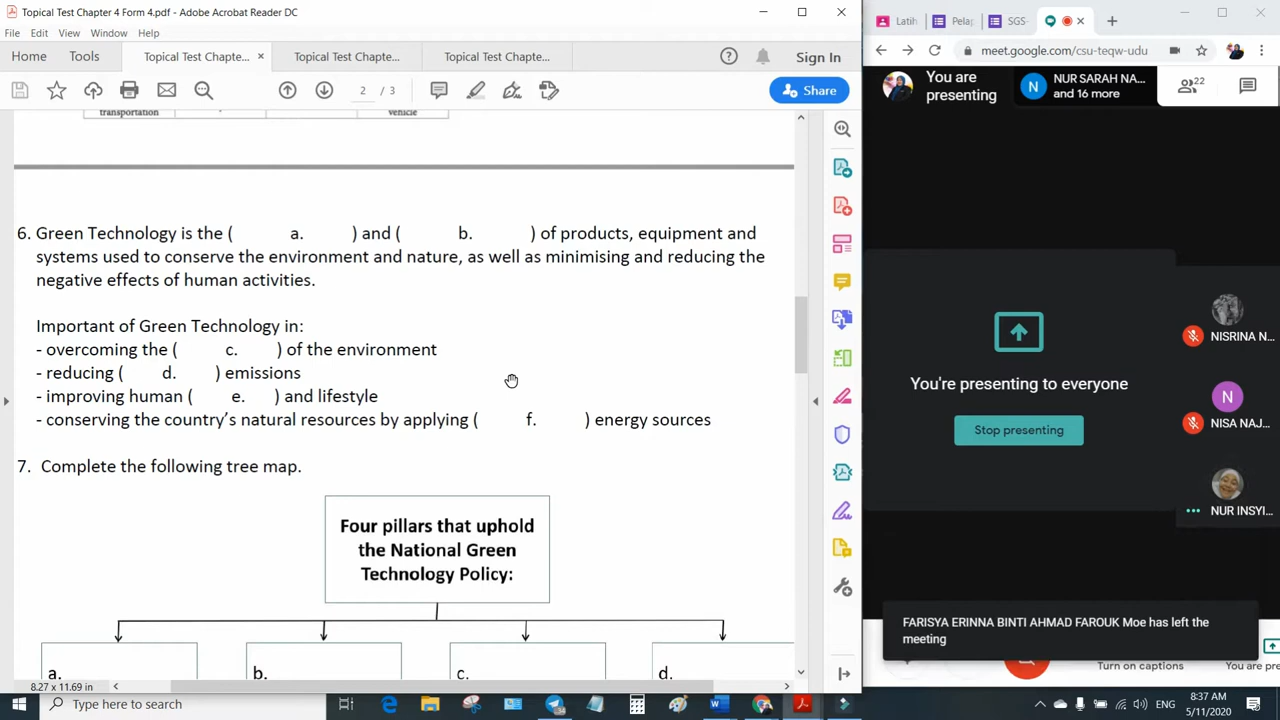 Topical Test Chapter 4 Form 4.pdf - Adobe Acrobat Reader DC
File Edit View Window Help
Home Tools Topical Test Chapte... × Topical Test Chapte... Topical Test Chapte... Sign In
2 / 3 Share
transportation vehicle
6. Green Technology is the ( a. ) and ( b. ) of products, equipment and
systems used to conserve the environment and nature, as well as minimising and reducing the
negative effects of human activities.
Important of Green Technology in:
- overcoming the ( c. ) of the environment
- reducing ( d. ) emissions
- improving human ( e. ) and lifestyle
- conserving the country's natural resources by applying ( f. ) energy sources
7. Complete the following tree map.
Four pillars that uphold
the National Green
Technology Policy:
a. b. c. d.
8.27 x 11.69 in
Latih Pelaj SGS-
meet.google.com/csu-teqw-udu
You are
presenting
N NUR SARAH NA...
and 16 more
22
You're presenting to everyone
Stop presenting
NISRINA N...
N
NISA NAJ...
NUR INSYI...
FARISYA ERINNA BINTI AHMAD FAROUK Moe has left the
meeting
Turn on captions You are pre
Type here to search
ENG
8:37 AM
5/11/2020